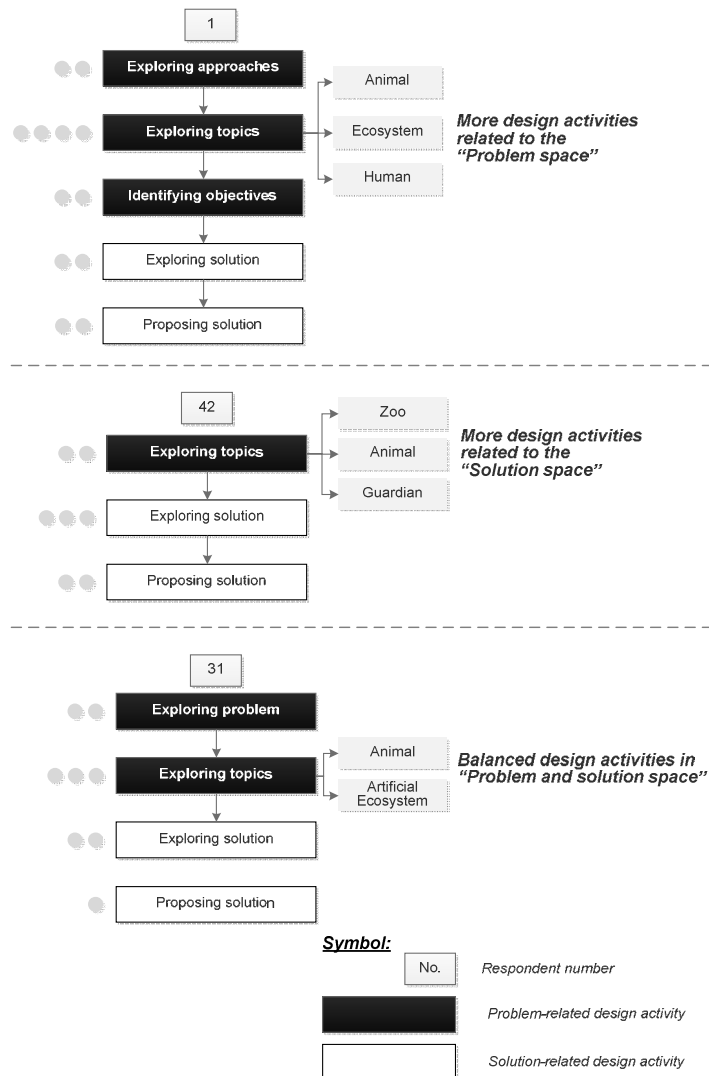 1
Exploring approaches
Animal
Exploring topics
Ecosystem
More design activities
related to the
“Problem space”
Human
Identifying objectives
Exploring solution
Proposing solution
42
Zoo
Exploring topics
Animal
More design activities
related to the
“Solution space”
Guardian
Exploring solution
Proposing solution
31
Exploring problem
Animal
Exploring topics
Artificial
Ecosystem
Balanced design activities in
“Problem and solution space”
Exploring solution
Proposing solution
Symbol:
No.
Respondent number
Problem-related design activity
Solution-related design activity